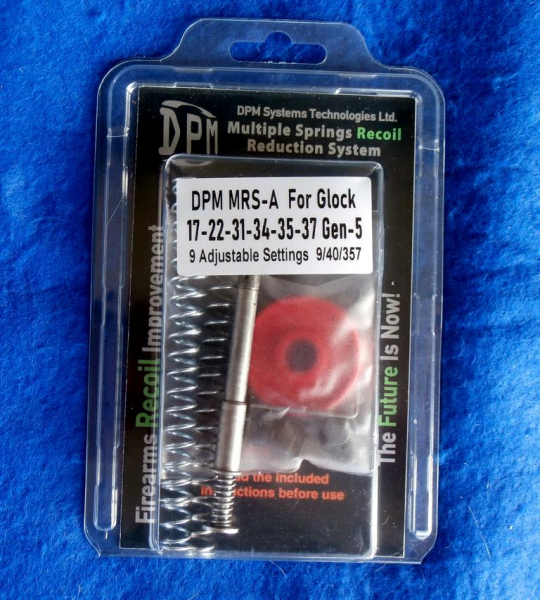 DPM
DPM Systems Technologies Ltd.
Multiple Springs Recoil
Reduction System
DPM MRS-A For Glock
17-22-31-34-35-37 Gen-5
9 Adjustable Settings 9/40/357
Firearms Recoil Improvement
The Future Is Now!
the included
before use